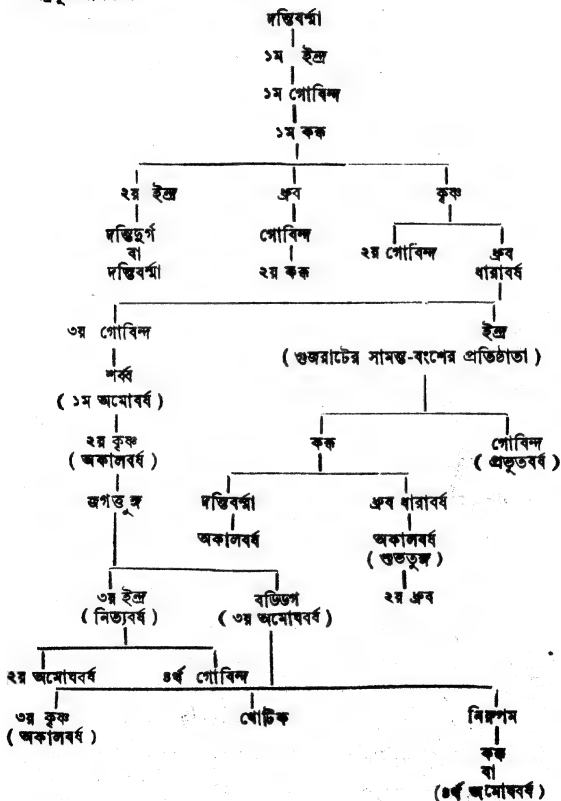 দন্তিবর্ম্মা
১ম ইন্দ্র
১ম গোবিন্দ
১ম কক্ক
২য় ইন্দ্র ধ্রুব কৃষ্ণ
দন্তিদুর্গ গোবিন্দ ২য় গোবিন্দ ধ্রুব
বা ধারাবর্ষ
দন্তিবর্ম্মা ২য় কক্ক
৩য় গোবিন্দ ইন্দ্র
( গুজরাটের সামন্ত-বংশের প্রতিষ্ঠাতা )
শর্ব্ব
( ১ম অমোঘবর্ষ )
২য় কৃষ্ণ কক্ক গোবিন্দ
(অকালবর্ষ ) ( প্রভূতবর্ষ )
জগত্তুঙ্গ দন্তিবর্ম্মা ধ্রুব ধারাবর্ষ
অকালবর্ষ অকালবর্ষ
(শুভতুঙ্গ )
৩য় ইন্দ্র বড্ডিগ ২য় ধ্রুব
( নিত্যবর্ষ ) ( ৩য় অমোঘবর্ষ )
২য় অমোঘবর্ষ ৪র্থ গোবিন্দ
৩য় কৃষ্ণ খোট্টিক নিরুপম
( অকালবর্ষ )
কক্ক
বা
(৪র্থ অমোঘবর্ষ )